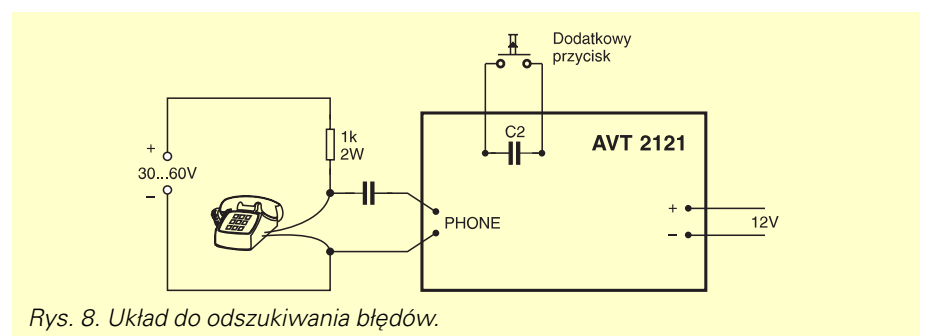 Dodatkowy
przycisk
C2
AVT 2121
1k
2W
+
30...60V
–
PHONE
+
12V
–
Rys. 8. Układ do odszukiwania błędów.